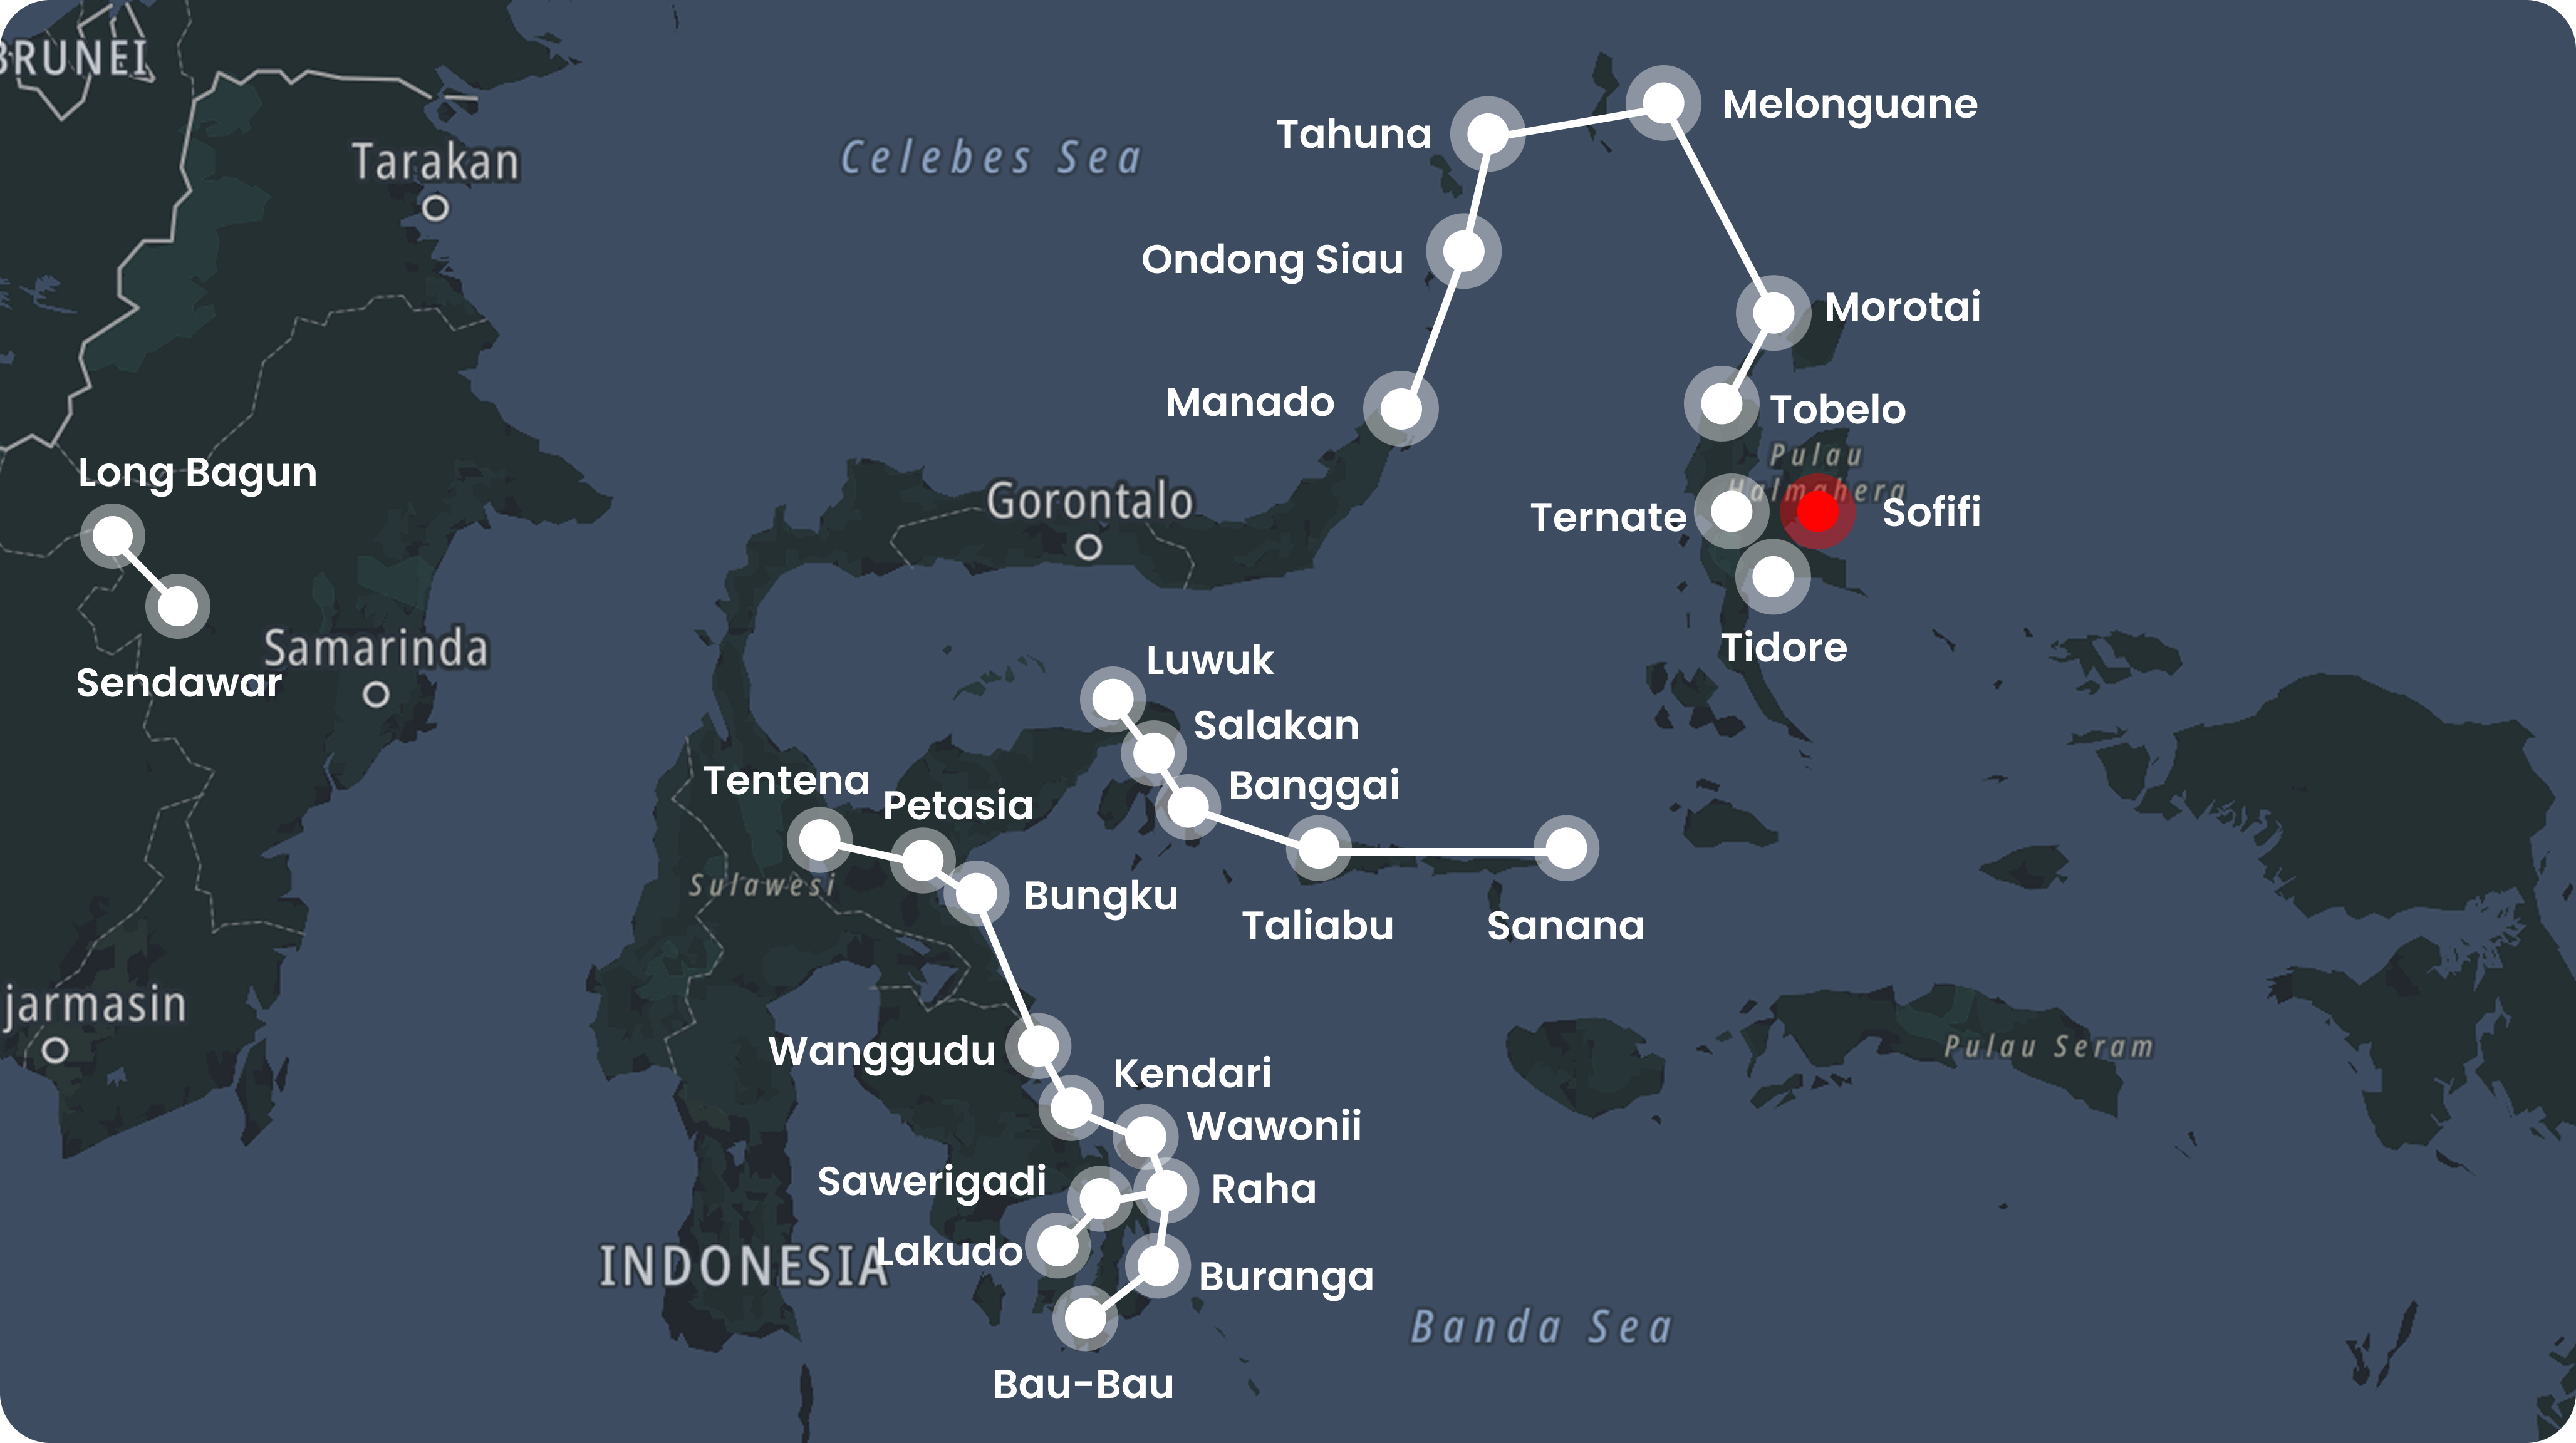 BRUNEI
Melonguane
Tahuna
Celebes Sea
Tarakan
Ondong Siau
Morotai
Manado
Tobelo
Pulau
Halmahera
Long Bagun
Gorontalo
Ternate
Sofifi
Samarinda
Tidore
Luwuk
Sendawar
Salakan
Tentena
Banggai
Petasia
Sulawesi
Bungku
Taliabu
Sanana
jarmasin
Pulau Seram
Wanggudu
Kendari
Wawonii
Sawerigadi
Raha
Lakudo
INDONESIA
Buranga
Banda Sea
Bau-Bau